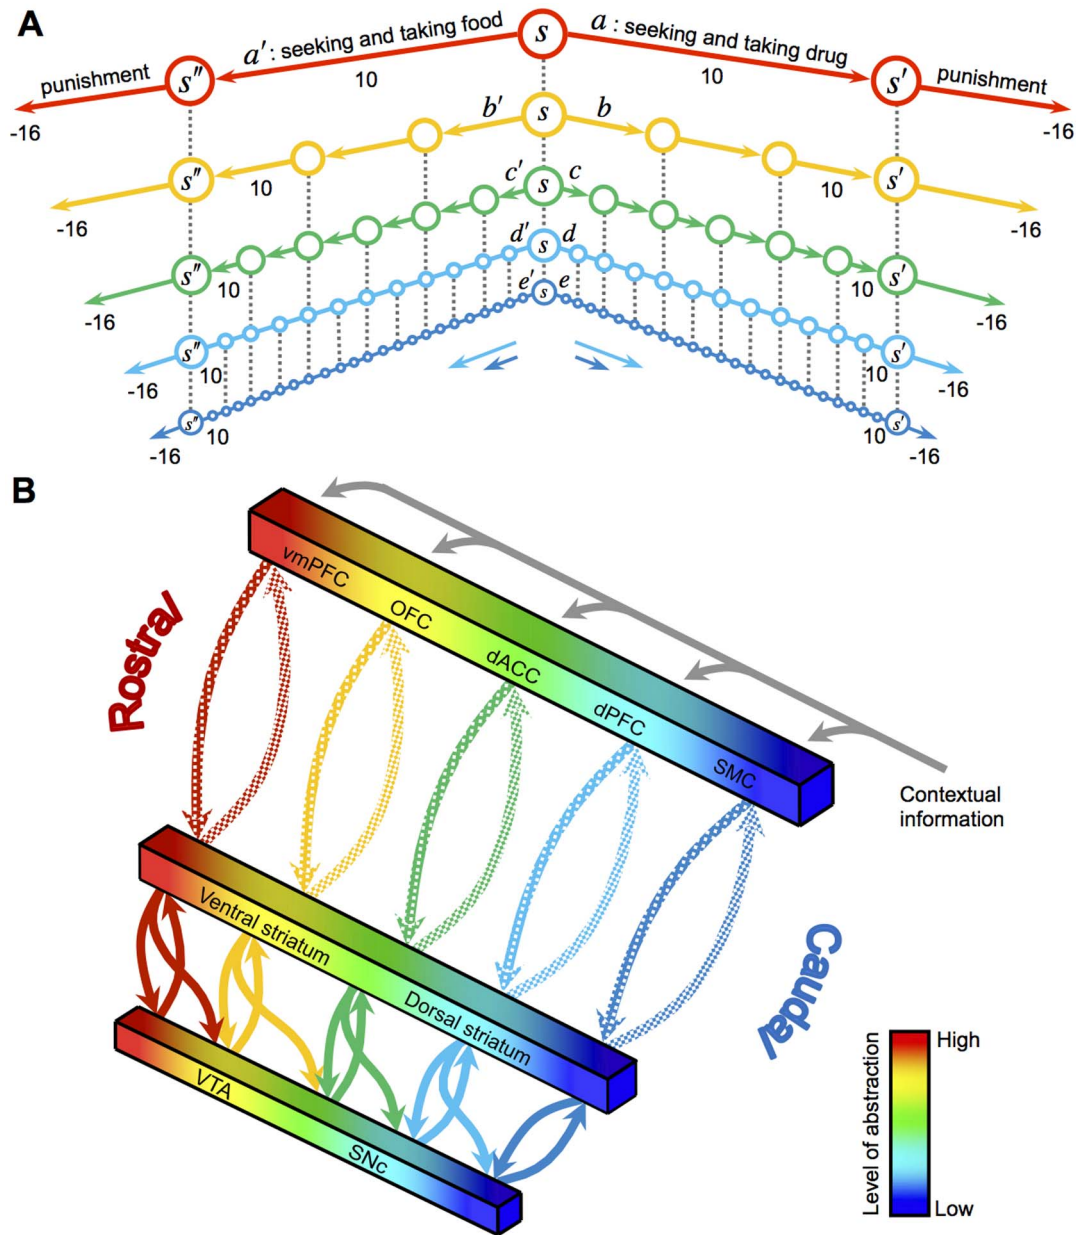 A
a′ : seeking and taking food
s
a : seeking and taking drug
punishment
s″
10
10
s′
punishment
-16
-16
b′
s
b
s″
10
10
s′
-16
-16
c′
s
c
s″
10
d′
s
d
10
s′
-16
-16
e′
s
e
s″
10
10
s′
-16
-16
s″
10
10
s′
-16
-16
B
vmPFC
OFC
dACC
dPFC
SMC
Rostral
Contextual
information
Ventral striatum
Dorsal striatum
Caudal
VTA
SNc
High
Level of abstraction
Low